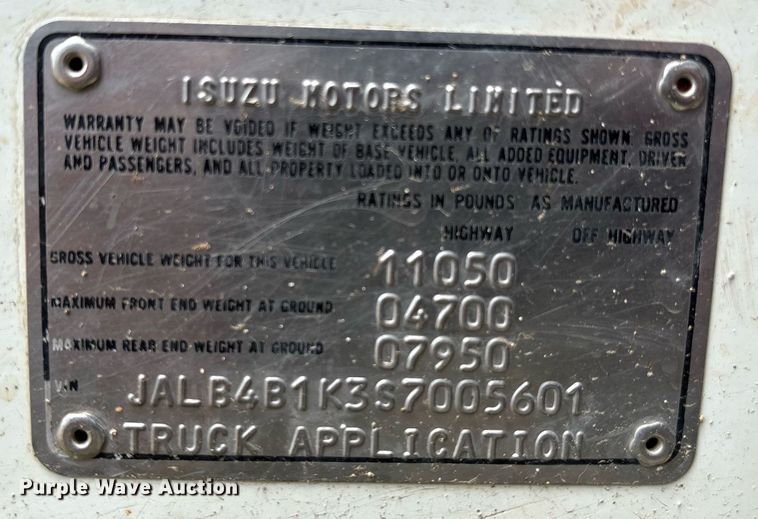 ISUZU MOTORS LIMITED
WARRANTY MAY BE VOIDED IF WEIGHT EXCEEDS ANY OF RATINGS SHOWN. GROSS
VEHICLE WEIGHT INCLUDES WEIGHT OF BASE VEHICLE, ALL ADDED EQUIPMENT, DRIVER
AND PASSENGERS, AND ALL PROPERTY LOADED INTO OR ONTO VEHICLE.
RATINGS IN POUNDS AS MANUFACTURED
HIGHWAY OFF HIGHWAY
GROSS VEHICLE WEIGHT FOR THIS VEHICLE 11050
MAXIMUM FRONT END WEIGHT AT GROUND 04700
MAXIMUM REAR END WEIGHT AT GROUND 07950
VIN JALB4B1K3S7005601
TRUCK APPLICATION
Purple Wave Auction